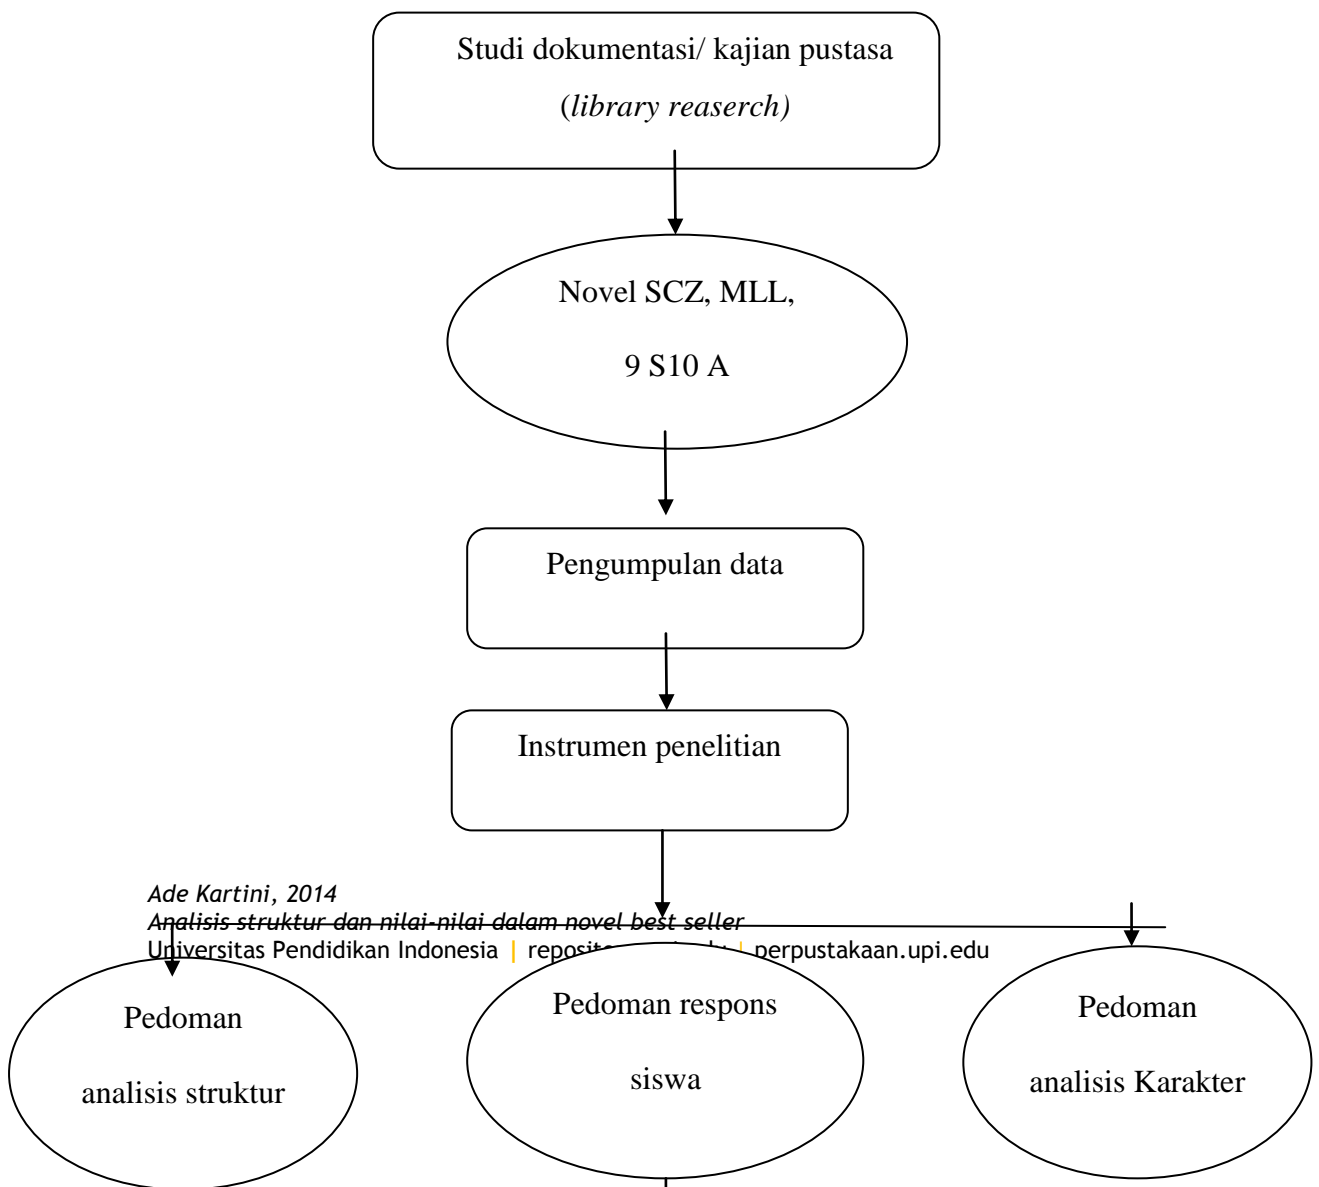 Studi dokumentasi/ kajian pustasa
(library reaserch)
Novel SCZ, MLL,
9 S10 A
Pengumpulan data
Instrumen penelitian
Ade Kartini, 2014
Analisis struktur dan nilai-nilai dalam novel best seller
Universitas Pendidikan Indonesia | | perpustakaan.upi.edu
Pedoman
analisis struktur
Pedoman respons
siswa
Pedoman
analisis Karakter